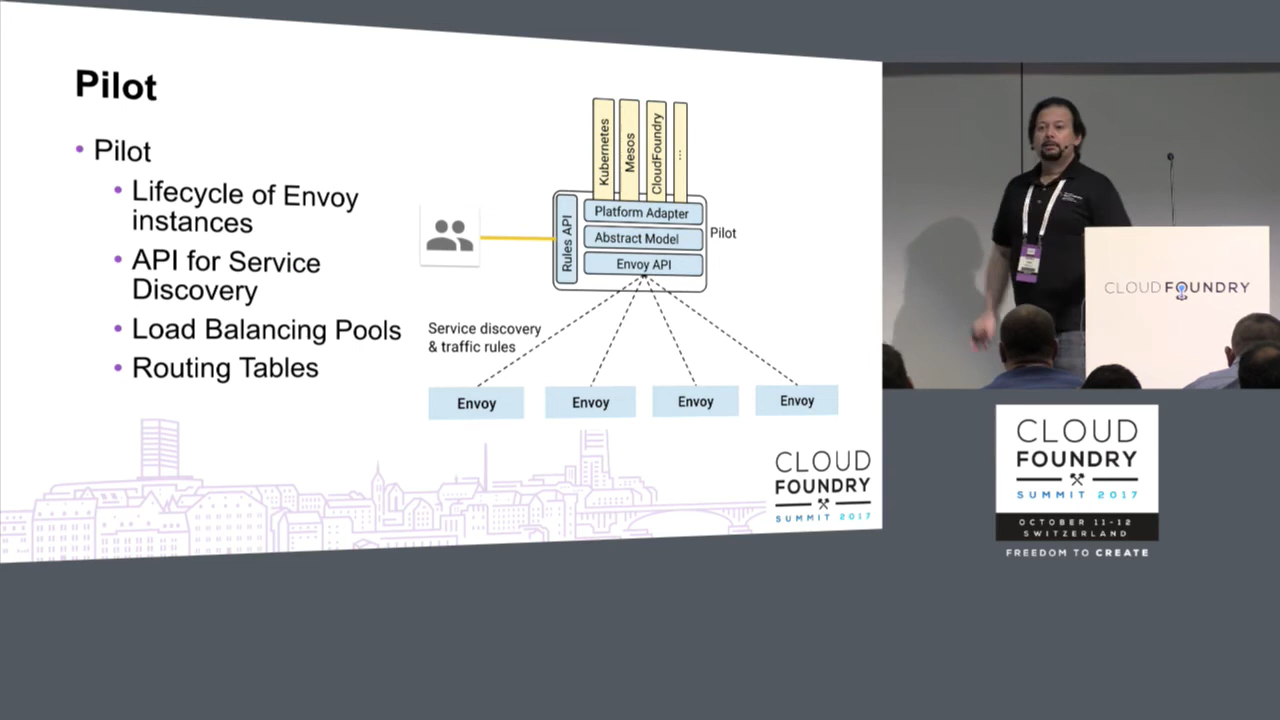 Pilot
• Pilot
• Lifecycle of Envoy
instances
• API for Service
Discovery
• Load Balancing Pools
• Routing Tables
Kubernetes
Mesos
CloudFoundry
...
Rules API
Platform Adapter
Abstract Model
Envoy API
Pilot
Service discovery
& traffic rules
Envoy
Envoy
Envoy
Envoy
CLOUD
FOUNDRY
SUMMIT 2017
CLOUD FOUNDRY
CLOUD
FOUNDRY
SUMMIT 2017
OCTOBER 11-12
SWITZERLAND
FREEDOM TO CREATE